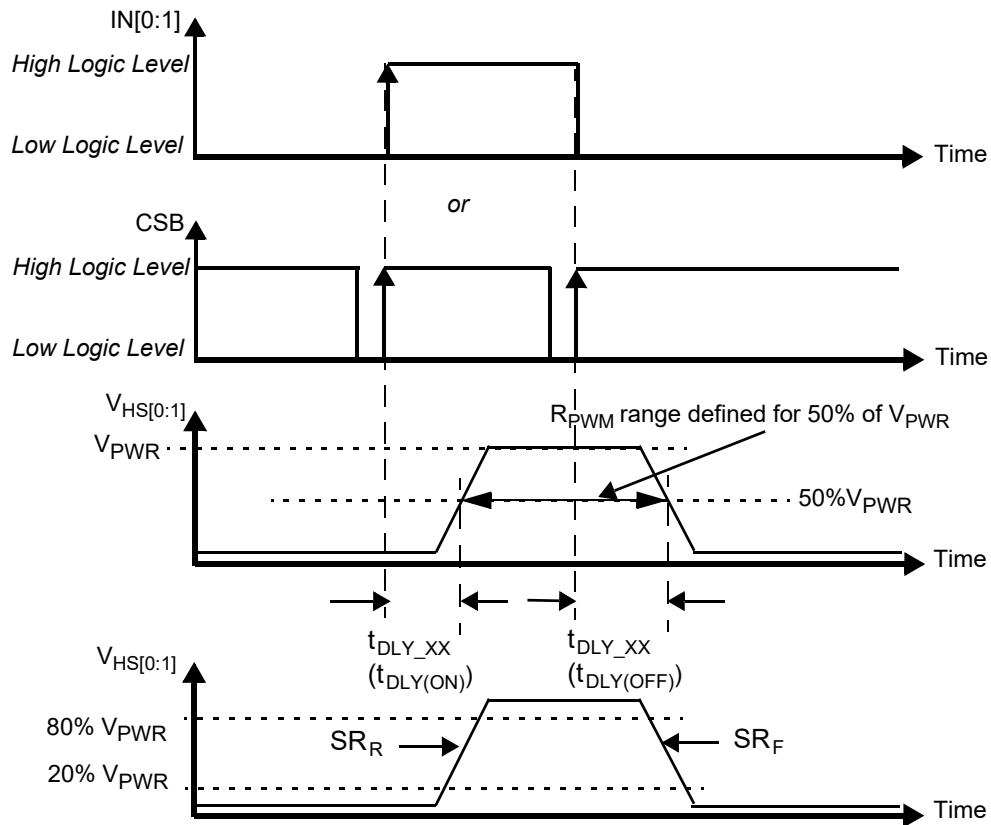 IN[0:1]
High Logic Level
Low Logic Level
Time
or
CSB
High Logic Level
Low Logic Level
Time
VHS[0:1]
RPWM range defined for 50% of VPWR
VPWR
50%VPWR
Time
tDLY_XX
(tDLY(ON))
tDLY_XX
(tDLY(OFF))
VHS[0:1]
80% VPWR
SRR
SRF
20% VPWR
Time